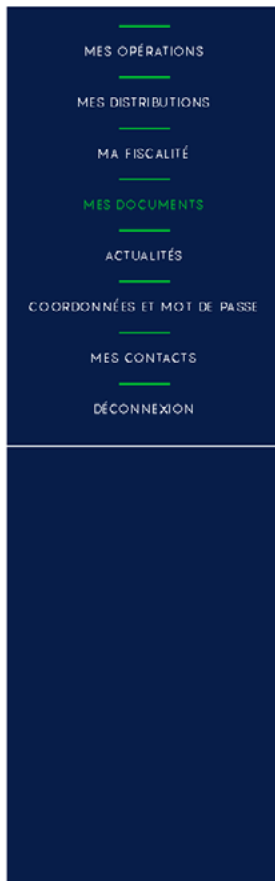 MES OPÉRATIONS
MES DISTRIBUTIONS
MA FISCALITÉ
MES DOCUMENTS
ACTUALITÉS
COORDONNÉES ET MOT DE PASSE
MES CONTACTS
DÉCONNEXION